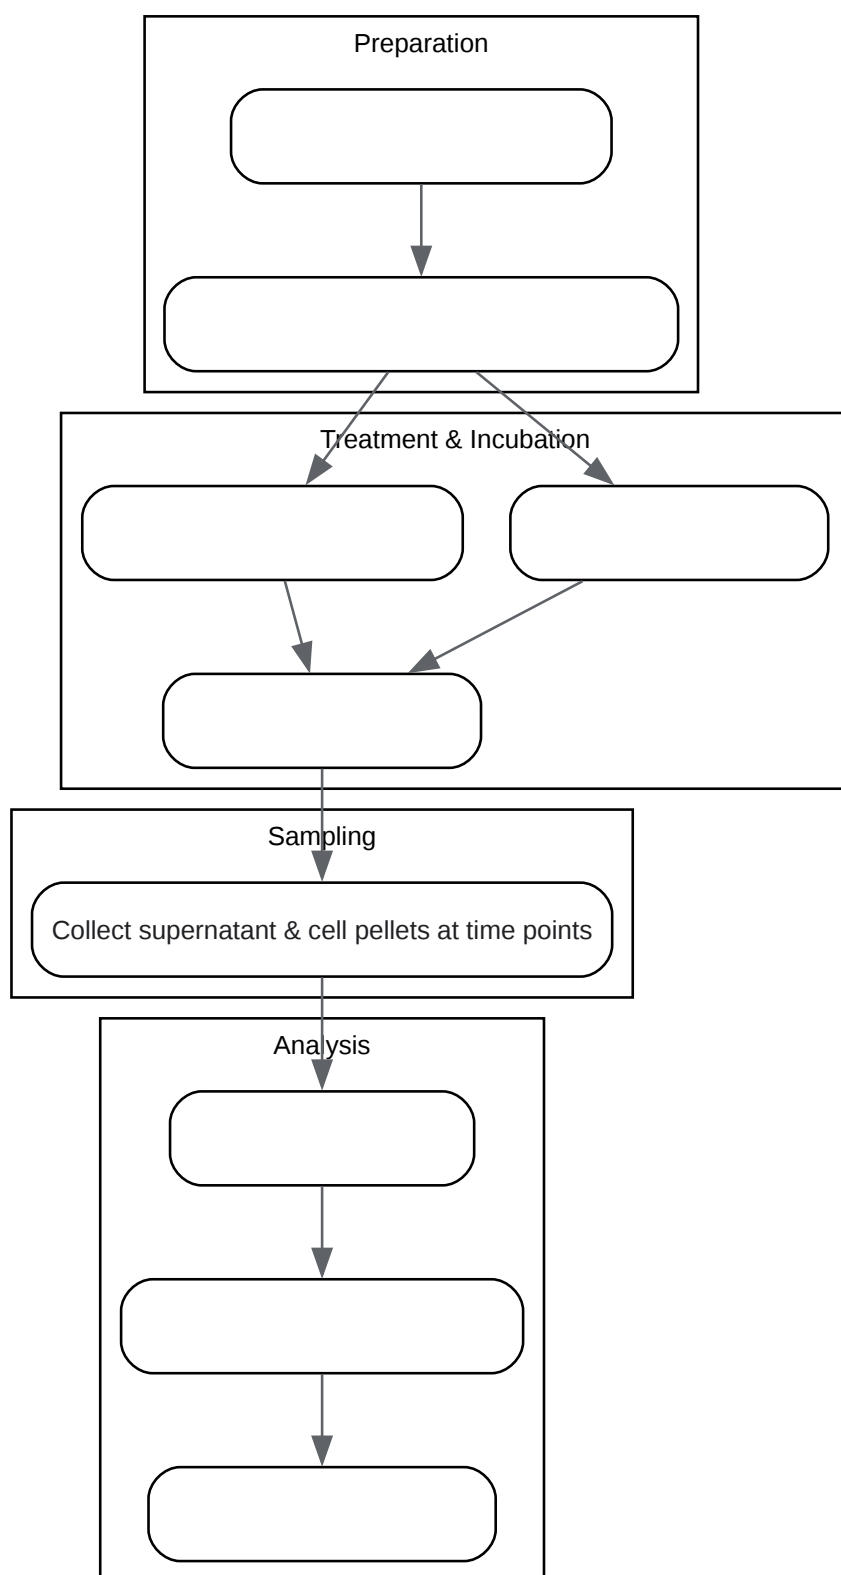 Preparation
Treatment & Incubation
Sampling
Collect supernatant & cell pellets at time points
Analysis